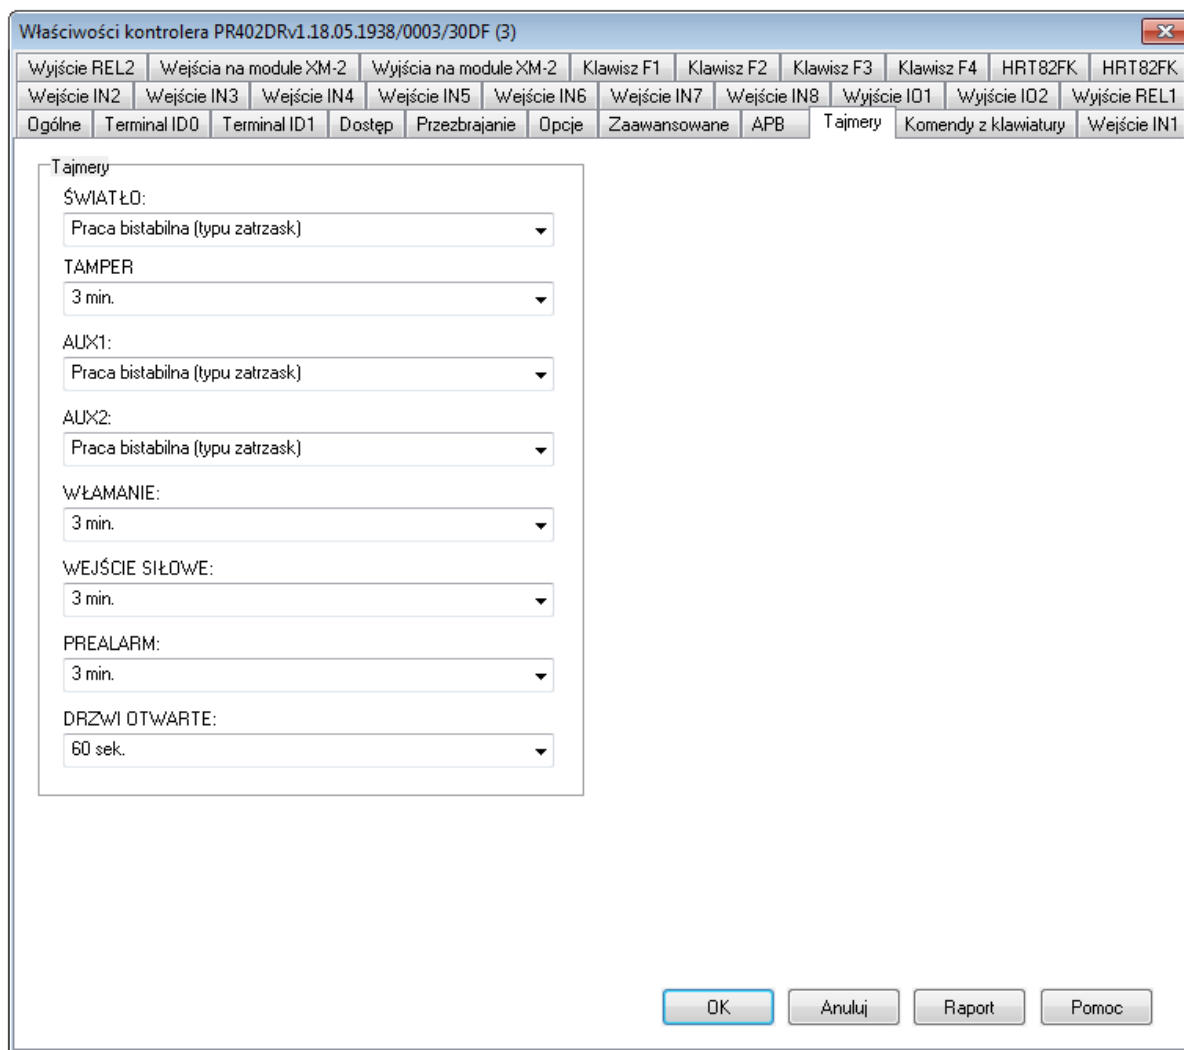 Właściwości kontrolera PR402DRv1.18.05.1938/0003/30DF (3)
Wyjście REL2 Wejścia na module XM-2 Wyjścia na module XM-2 Klawisz F1 Klawisz F2 Klawisz F3 Klawisz F4 HRT82FK HRT82FK
Wejście IN2 Wejście IN3 Wejście IN4 Wejście IN5 Wejście IN6 Wejście IN7 Wejście IN8 Wyjście IO1 Wyjście IO2 Wyjście REL1
Ogólne Terminal ID0 Terminal ID1 Dostęp Przezbrajanie Opcje Zaawansowane APB Tajmery Komendy z klawiatury Wejście IN1
Tajmery
ŚWIATŁO:
Praca bistabilna (typu zatrzask)
TAMPER
3 min.
AUX1:
Praca bistabilna (typu zatrzask)
AUX2:
Praca bistabilna (typu zatrzask)
WŁAMANIE:
3 min.
WEJŚCIE SIŁOWE:
3 min.
PREALARM:
3 min.
DRZWI OTWARTE:
60 sek.
OK Anuluj Raport Pomoc